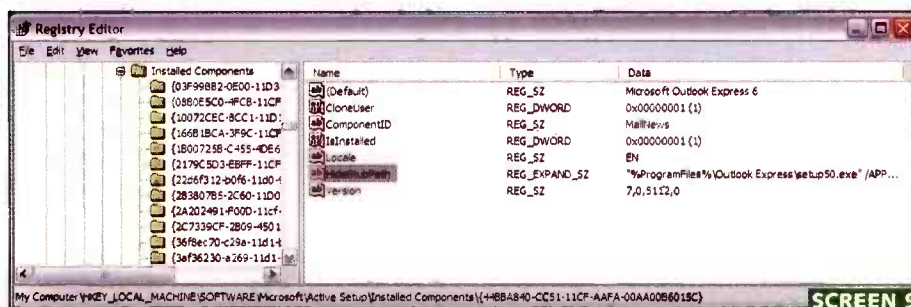 Registry Editor
File Edit View Favorites Help
Installed Components
{03F998B2-0E00-11D3
{0880E5C0-4FCB-11CF
{10072CEC-8CC1-11D1
{166B1BCA-3F9C-11CF
{1B00725B-C455-4DE6
{2179C5D3-EBFF-11CF
{22d6f312-b0f6-11d0-
{283807B5-2C60-11D0
{2A202491-F00D-11cf-
{2C7339CF-2B09-4501
{36f8ec70-c29a-11d1-
{3af36230-a269-11d1-
Name Type Data
(Default) REG_SZ Microsoft Outlook Express 6
CloneUser REG_DWORD 0x00000001 (1)
ComponentID REG_SZ MailNews
IsInstalled REG_DWORD 0x00000001 (1)
Locale REG_SZ EN
HideStubPath REG_EXPAND_SZ "%ProgramFiles%\Outlook Express\setup50.exe" /APP...
Version REG_SZ 7,0,5112,0
My Computer\HKEY_LOCAL_MACHINE\SOFTWARE\Microsoft\Active Setup\Installed Components\{44BBA840-CC51-11CF-AAFA-00AA00B6015C}
SCREEN